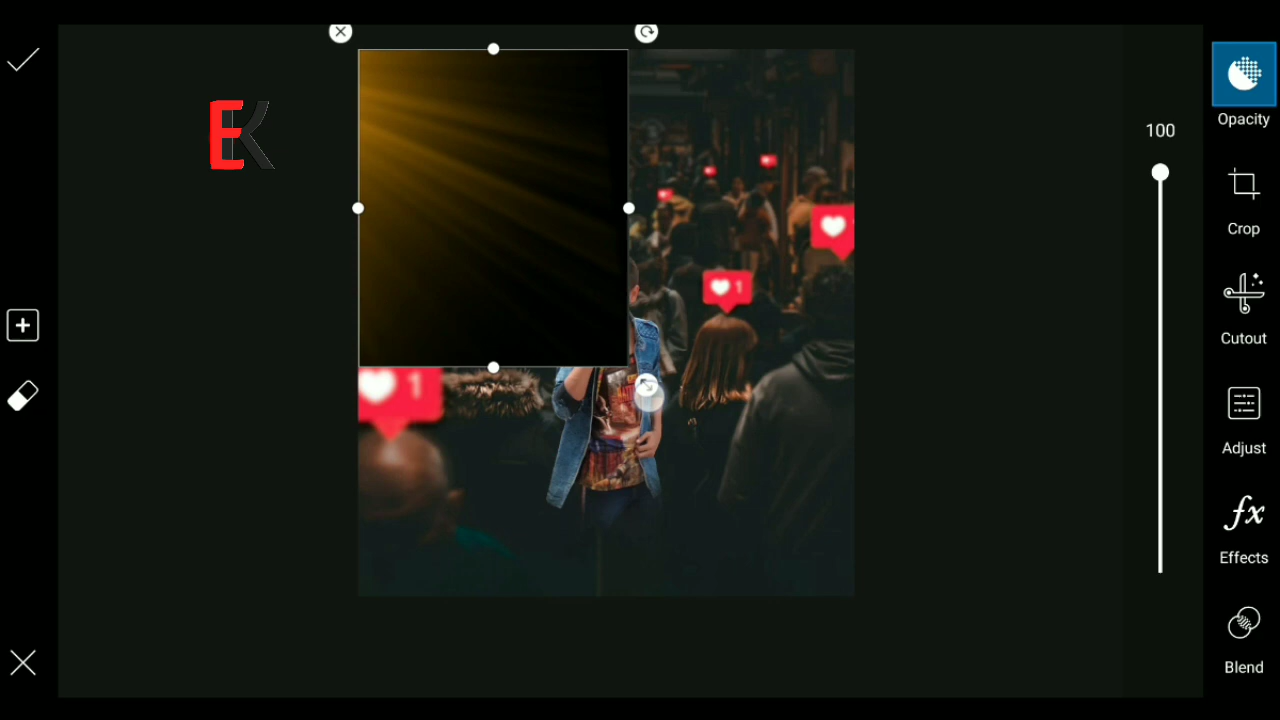 EK
100
Opacity
Crop
Cutout
Adjust
fx
Effects
Blend
1
1